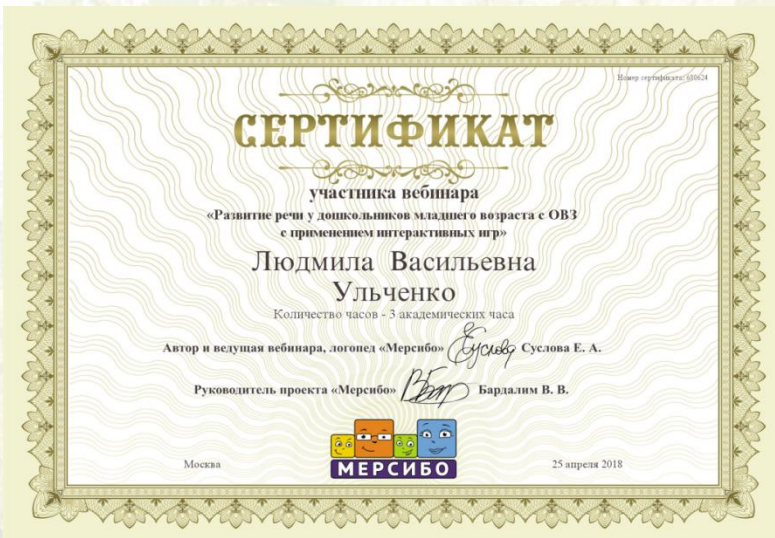 Номер сертификата: 610624
СЕРТИФИКАТ
участника вебинара
«Развитие речи у дошкольников младшего возраста с ОВЗ
с применением интерактивных игр»
Людмила Васильевна
Ульченко
Количество часов - 3 академических часа
Автор и ведущая вебинара, логопед «Мерсибо» Суслова Е. А.
Руководитель проекта «Мерсибо» Бардалим В. В.
МЕРСИБО
Москва 25 апреля 2018